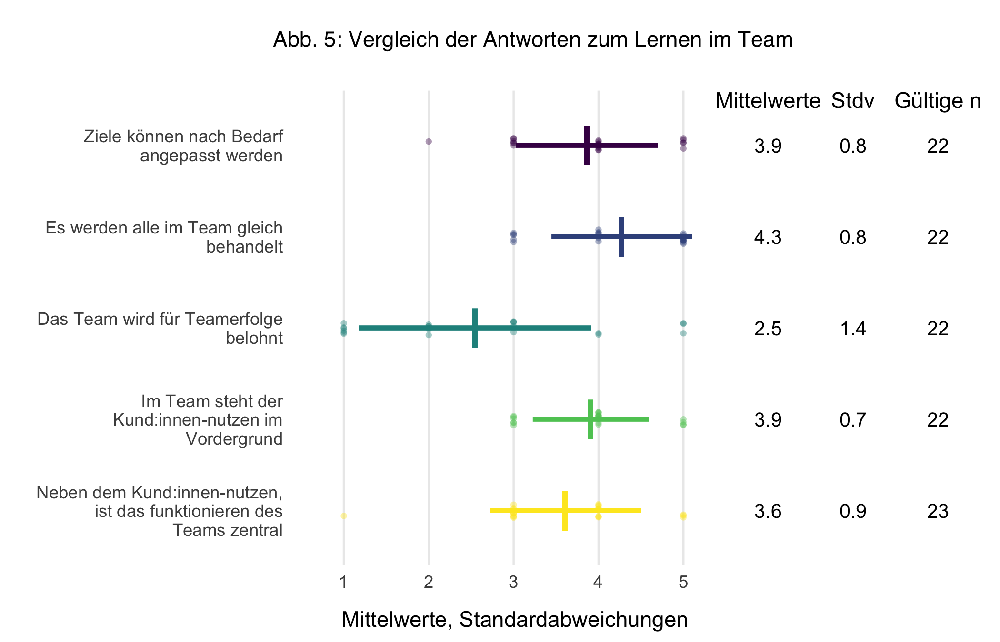 Abb. 5: Vergleich der Antworten zum Lernen im Team
Mittelwerte Stdv Gültige n
Ziele können nach Bedarf
angepasst werden
3.9 0.8 22
Es werden alle im Team gleich
behandelt
4.3 0.8 22
Das Team wird für Teamerfolge
belohnt
2.5 1.4 22
Im Team steht der
Kund:innen-nutzen im
Vordergrund
3.9 0.7 22
Neben dem Kund:innen-nutzen,
ist das funktionieren des
Teams zentral
3.6 0.9 23
1 2 3 4 5
Mittelwerte, Standardabweichungen